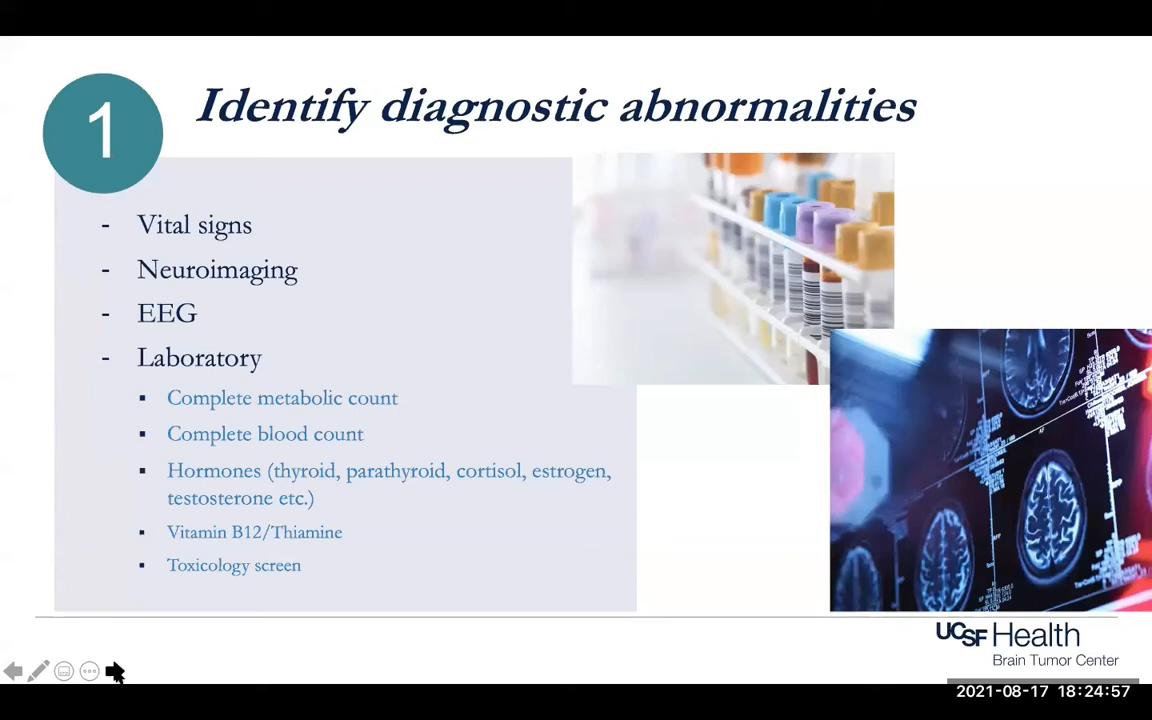 1
Identify diagnostic abnormalities
- Vital signs
- Neuroimaging
- EEG
- Laboratory
▪ Complete metabolic count
▪ Complete blood count
▪ Hormones (thyroid, parathyroid, cortisol, estrogen,
testosterone etc.)
▪ Vitamin B12/Thiamine
▪ Toxicology screen
UCSF Health
Brain Tumor Center
2021-08-17 18:24:57